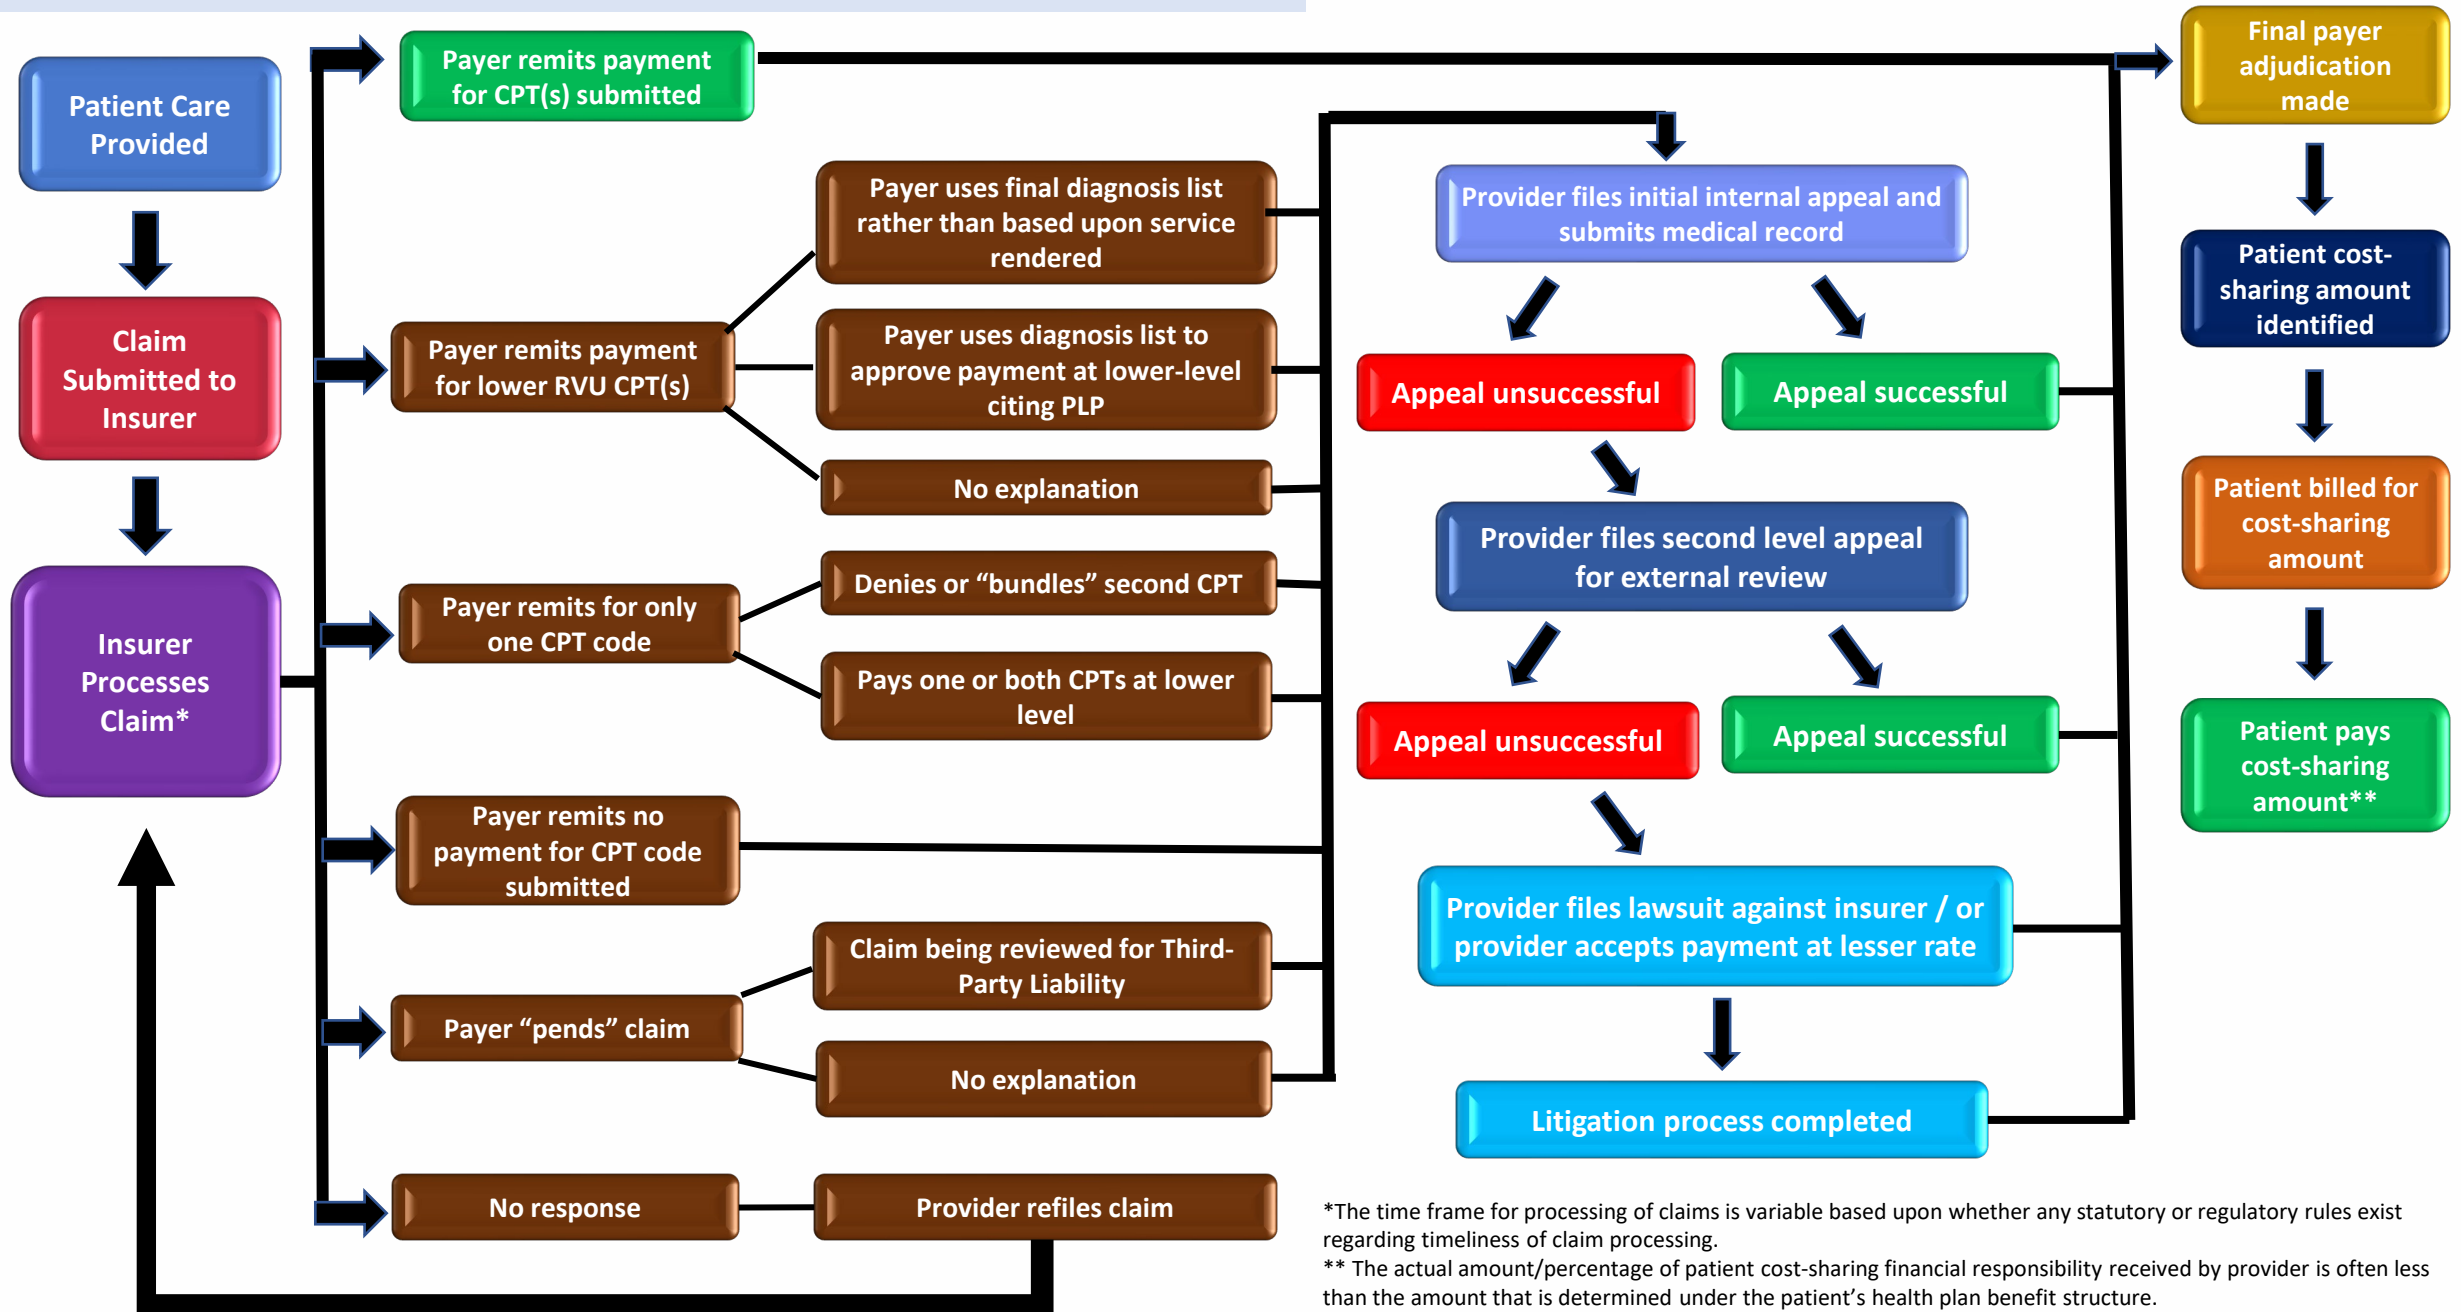 Patient Care
Provided
Claim
Submitted to
Insurer
Insurer
Processes
Claim*
Payer remits payment
for CPT(s) submitted
Payer remits payment
for lower RVU CPT(s)
Payer uses final diagnosis list
rather than based upon service
rendered
Payer uses diagnosis list to
approve payment at lower-level
citing PLP
No explanation
Payer remits for only
one CPT code
Denies or “bundles” second CPT
Pays one or both CPTs at lower
level
Payer remits no
payment for CPT code
submitted
Payer “pends” claim
Claim being reviewed for Third-
Party Liability
No explanation
No response
Provider refiles claim
Provider files initial internal appeal and
submits medical record
Appeal unsuccessful
Appeal successful
Provider files second level appeal
for external review
Appeal unsuccessful
Appeal successful
Provider files lawsuit against insurer / or
provider accepts payment at lesser rate
Litigation process completed
Final payer
adjudication
made
Patient cost-
sharing amount
identified
Patient billed for
cost-sharing
amount
Patient pays
cost-sharing
amount**
*The time frame for processing of claims is variable based upon whether any statutory or regulatory rules exist
regarding timeliness of claim processing.
** The actual amount/percentage of patient cost-sharing financial responsibility received by provider is often less
than the amount that is determined under the patient’s health plan benefit structure.